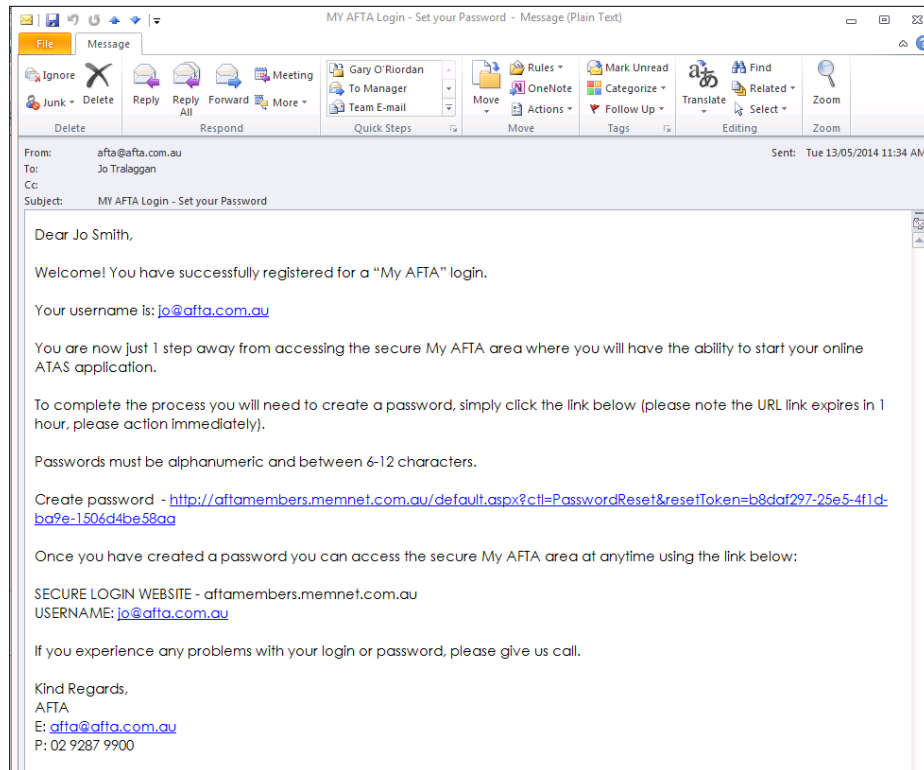 MY AFTA Login - Set your Password - Message (Plain Text)
File Message
Ignore
Junk
Delete
Reply
Reply All
Forward
Meeting
More
Gary O'Riordan
To Manager
Team E-mail
Move
Rules
OneNote
Actions
Mark Unread
Categorize
Follow Up
Translate
Find
Related
Select
Zoom
Delete Respond Quick Steps Move Tags Editing Zoom
From: afta@afta.com.au Sent: Tue 13/05/2014 11:34 AM
To: Jo Tralaggan
Cc:
Subject: MY AFTA Login - Set your Password
Dear Jo Smith,
Welcome! You have successfully registered for a “My AFTA” login.
Your username is: jo@afta.com.au
You are now just 1 step away from accessing the secure My AFTA area where you will have the ability to start your online
ATAS application.
To complete the process you will need to create a password, simply click the link below (please note the URL link expires in 1
hour, please action immediately).
Passwords must be alphanumeric and between 6-12 characters.
Create password - http://aftamembers.memnet.com.au/default.aspx?ctl=PasswordReset&resetToken=b8daf297-25e5-4f1d-
ba9e-1506d4be58aa
Once you have created a password you can access the secure My AFTA area at anytime using the link below:
SECURE LOGIN WEBSITE - aftamembers.memnet.com.au
USERNAME: jo@afta.com.au
If you experience any problems with your login or password, please give us call.
Kind Regards,
AFTA
E: afta@afta.com.au
P: 02 9287 9900